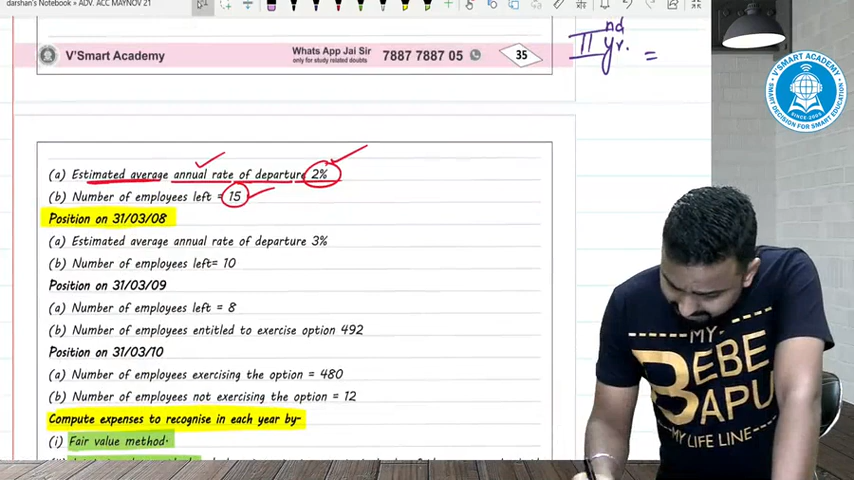 darshan's Notebook » ADV. ACC MAYNOV 21
V'Smart Academy
Whats App Jai Sir
only for study related doubts
7887 7887 05
35
II nd yr. =
V'SMART ACADEMY
SINCE-2005
SMART DECISION FOR SMART EDUCATION
(a) Estimated average annual rate of departure 2%
(b) Number of employees left = 15
Position on 31/03/08
(a) Estimated average annual rate of departure 3%
(b) Number of employees left= 10
Position on 31/03/09
(a) Number of employees left = 8
(b) Number of employees entitled to exercise option 492
Position on 31/03/10
(a) Number of employees exercising the option = 480
(b) Number of employees not exercising the option = 12
Compute expenses to recognise in each year by-
(i) Fair value method.
MY
BEBE
BAPU
MY LIFE LINE